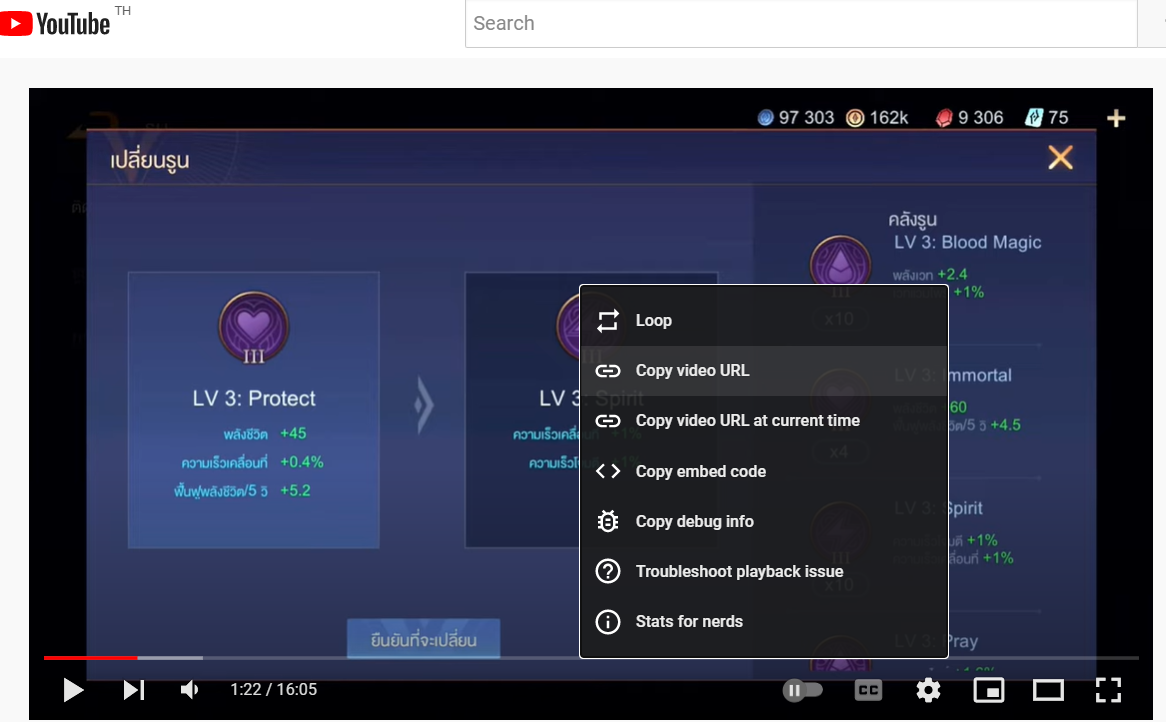 YouTube TH
Search
97 303 162k 9 306 75
เปลี่ยนรูน
คลังรูน
LV 3: Blood Magic
พลังเวท +2.4
+1%
III
x10
LV 3: Immortal
60
ฟื้นฟูพลังชีวิต/5 วิ +4.5
x4
LV 3: Spirit
+1%
ความเร็วเคลื่อนที่ +1%
III
x10
LV 3: Pray
III
LV 3: Protect
พลังชีวิต +45
ความเร็วเคลื่อนที่ +0.4%
ฟื้นฟูพลังชีวิต/5 วิ +5.2
III
LV 3: Spirit
ความเร็วเคลื่อนที่ +1%
+1%
ยืนยันที่จะเปลี่ยน
Loop
Copy video URL
Copy video URL at current time
Copy embed code
Copy debug info
Troubleshoot playback issue
Stats for nerds
1:22 / 16:05
CC